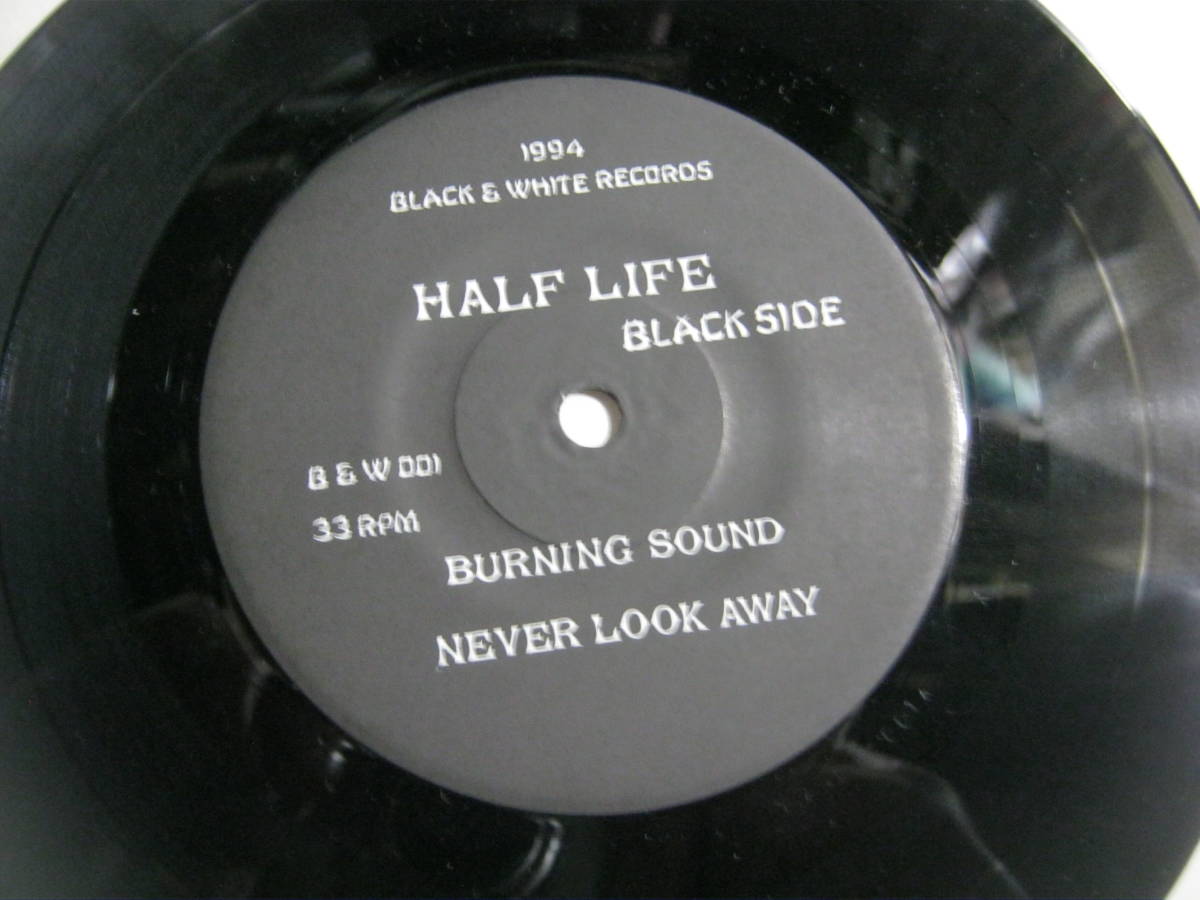 1994
BLACK & WHITE RECORDS
HALF LIFE
BLACK SIDE
B & W 001
33 RPM
BURNING SOUND
NEVER LOOK AWAY